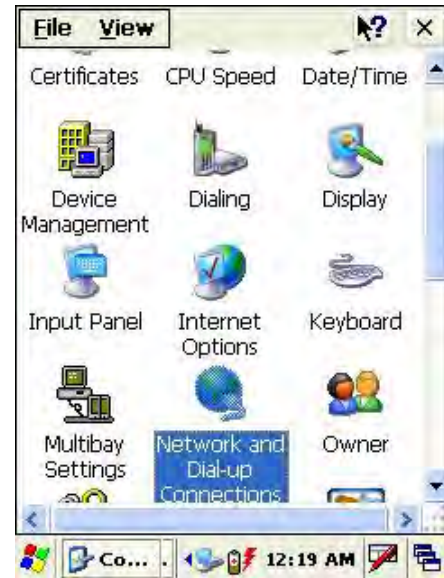 File View ?
Certificates CPU Speed Date/Time
Device Management
Dialing
Display
Input Panel
Internet Options
Keyboard
Multibay Settings
Network and Dial-up Connections
Owner
Co... 12:19 AM